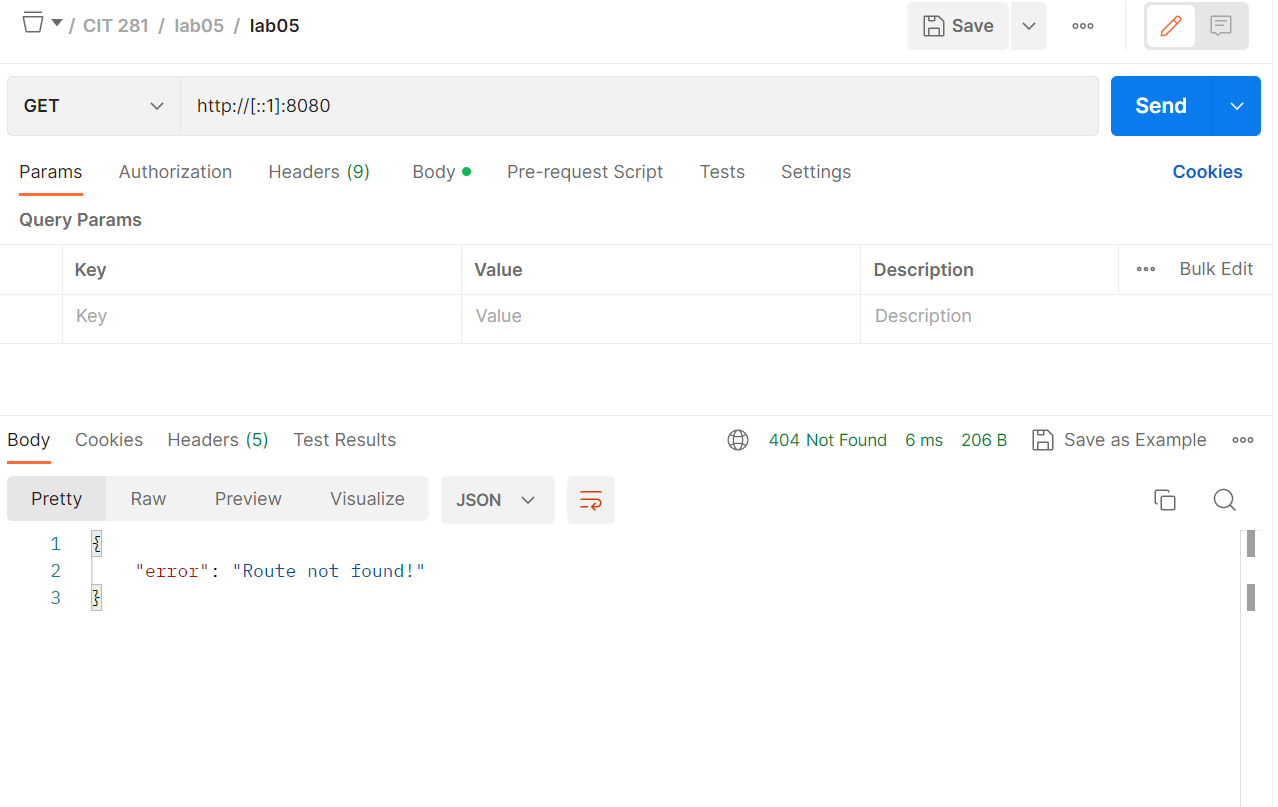 / CIT 281 / lab05 / lab05 Save
GET http://[::1]:8080 Send
Params Authorization Headers (9) Body Pre-request Script Tests Settings Cookies
Query Params
Key Value Description Bulk Edit
Key Value Description
Body Cookies Headers (5) Test Results 404 Not Found 6 ms 206 B Save as Example
Pretty Raw Preview Visualize JSON
1 {
2 "error": "Route not found!"
3 }